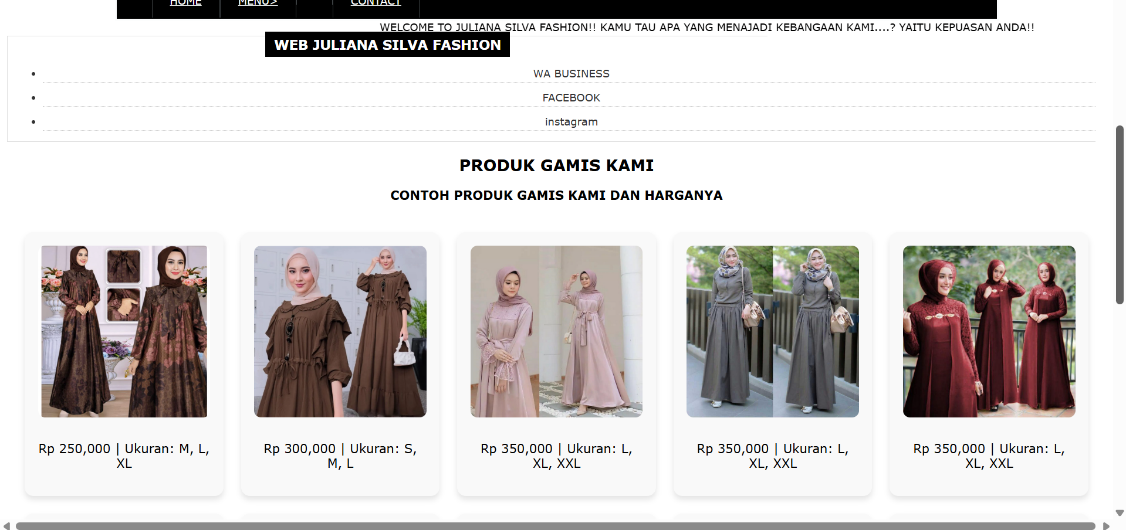 HOME MENU> CONTACT
WELCOME TO JULIANA SILVA FASHION!! KAMU TAU APA YANG MENAJADI KEBANGAAN KAMI....? YAITU KEPUASAN ANDA!!
WEB JULIANA SILVA FASHION
WA BUSINESS
FACEBOOK
instagram
PRODUK GAMIS KAMI
CONTOH PRODUK GAMIS KAMI DAN HARGANYA
Rp 250,000 | Ukuran: M, L,
XL
Rp 300,000 | Ukuran: S,
M, L
Rp 350,000 | Ukuran: L,
XL, XXL
Rp 350,000 | Ukuran: L,
XL, XXL
Rp 350,000 | Ukuran: L,
XL, XXL